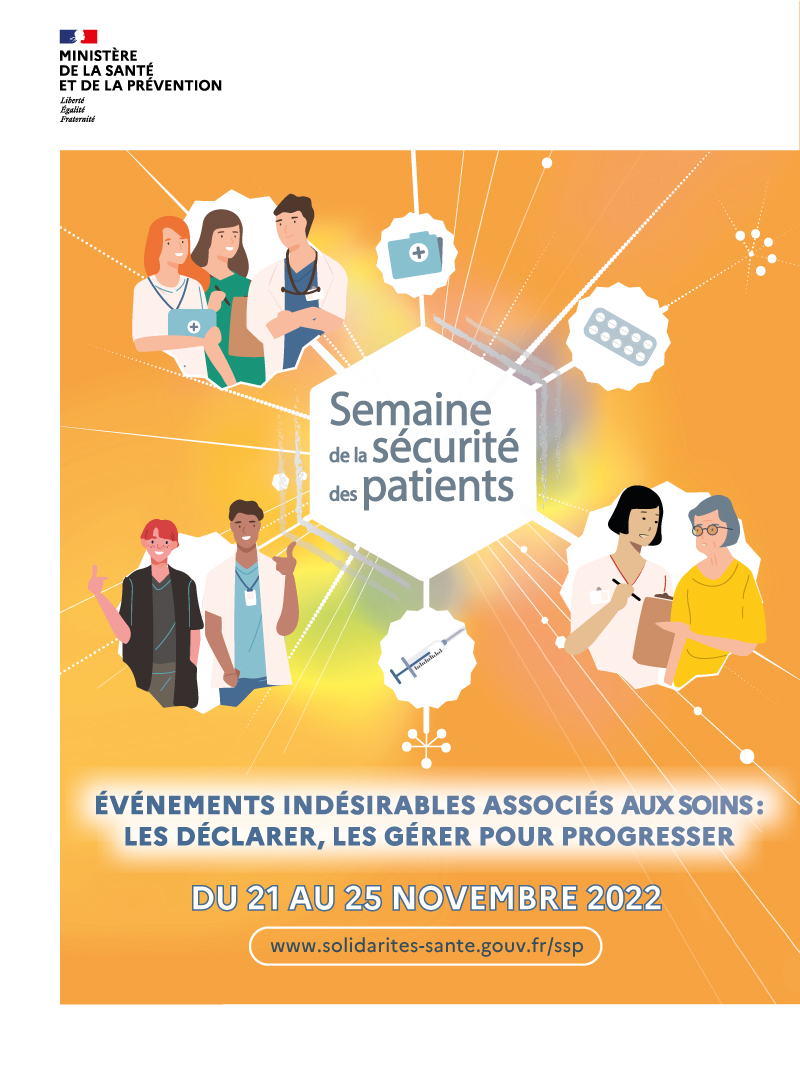 MINISTÈRE
DE LA SANTÉ
ET DE LA PRÉVENTION
Liberté
Égalité
Fraternité
Semaine
de la sécurité
des patients
ÉVÉNEMENTS INDÉSIRABLES ASSOCIÉS AUX SOINS :
LES DÉCLARER, LES GÉRER POUR PROGRESSER
DU 21 AU 25 NOVEMBRE 2022
www.solidarites-sante.gouv.fr/ssp